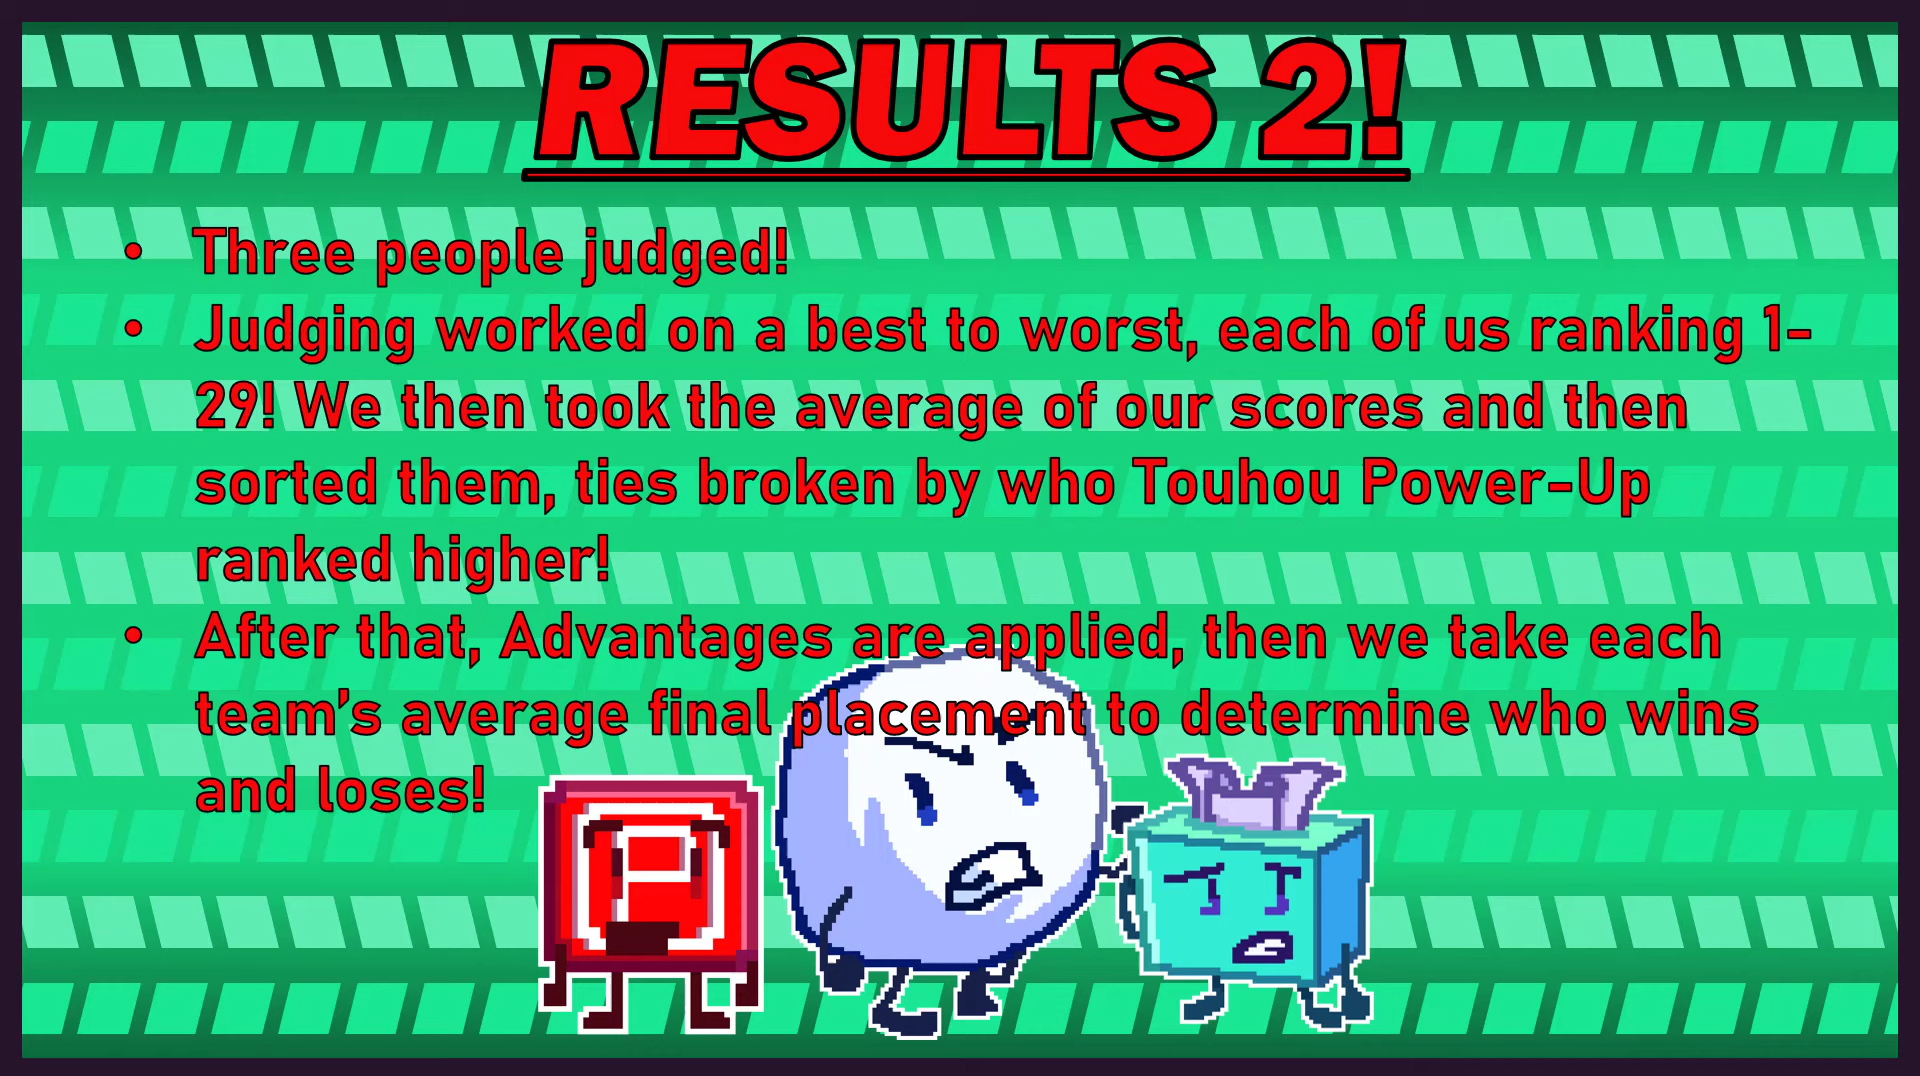 RESULTS 2!
• Three people judged!
• Judging worked on a best to worst, each of us ranking 1-
29! We then took the average of our scores and then
sorted them, ties broken by who Touhou Power-Up
ranked higher!
• After that, Advantages are applied, then we take each
team’s average final placement to determine who wins
and loses!
P